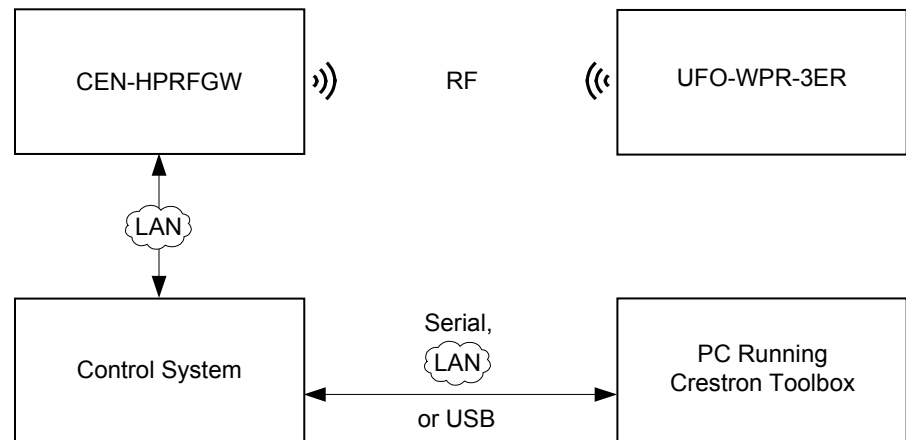 CEN-HPRFGW
RF
UFO-WPR-3ER
LAN
Control System
Serial,
LAN
or USB
PC Running
Crestron Toolbox